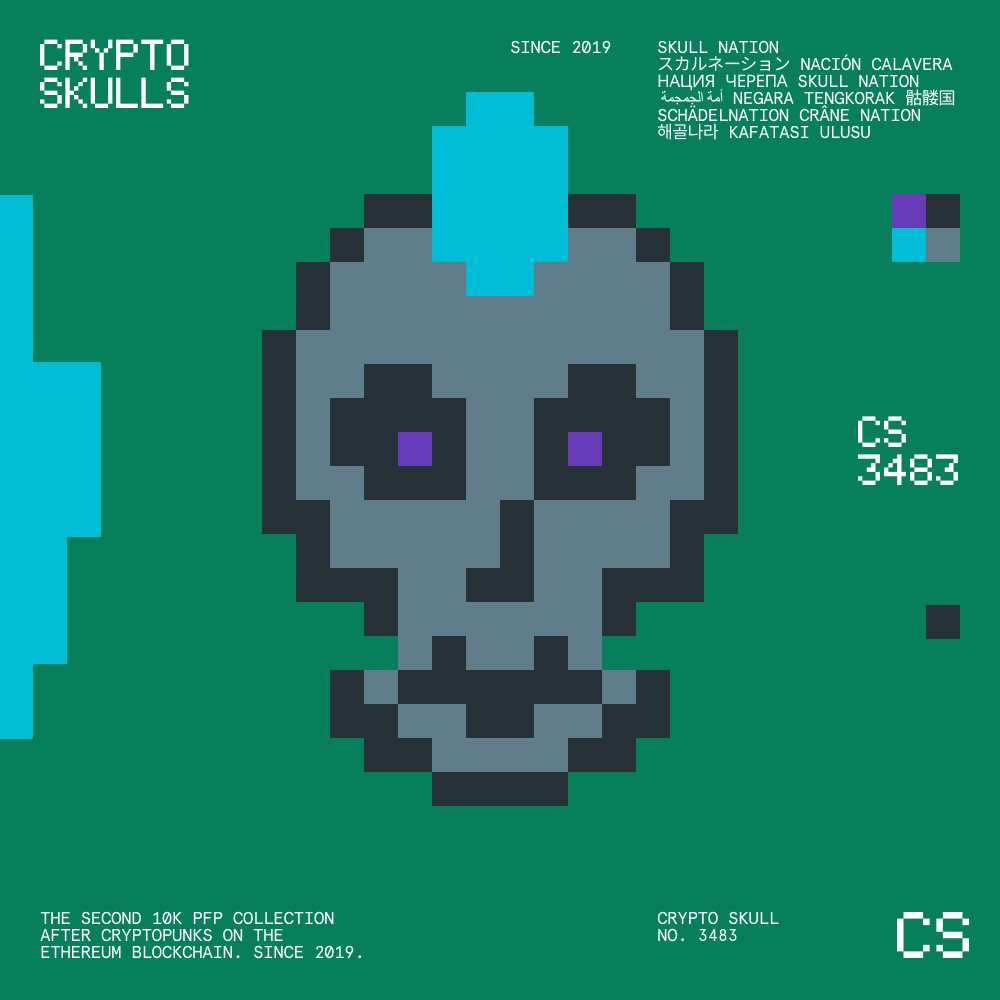 CRYPTO
SKULLS
SINCE 2019
SKULL NATION
スカルネーション NACIÓN CALAVERA
НАЦИЯ ЧЕРЕПА SKULL NATION
أمة الجمجمة NEGARA TENGKORAK 骷髅国
SCHÄDELNATION CRÂNE NATION
해골나라 KAFATASI ULUSU
CS
3483
THE SECOND 10K PFP COLLECTION
AFTER CRYPTOPUNKS ON THE
ETHEREUM BLOCKCHAIN. SINCE 2019.
CRYPTO SKULL
NO. 3483
CS